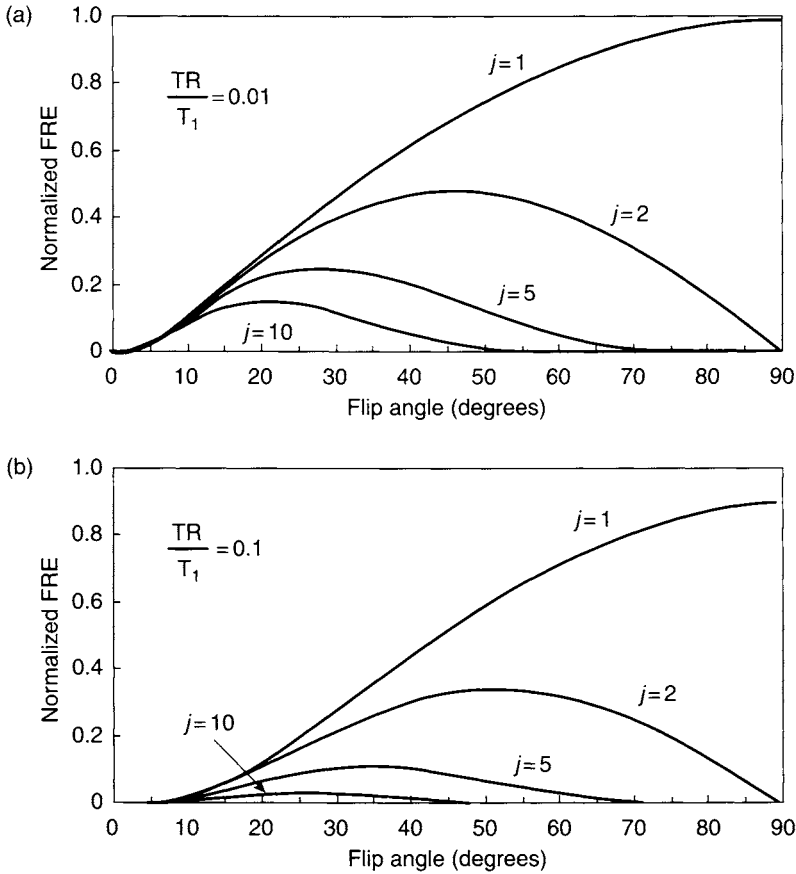 (a)
1.0
0.8
0.6
0.4
0.2
0
Normalized FRE
TR/T₁ = 0.01
j=1
j=2
j=5
j=10
0 10 20 30 40 50 60 70 80 90
Flip angle (degrees)
(b)
1.0
0.8
0.6
0.4
0.2
0
Normalized FRE
TR/T₁ = 0.1
j=1
j=2
j=10
j=5
0 10 20 30 40 50 60 70 80 90
Flip angle (degrees)